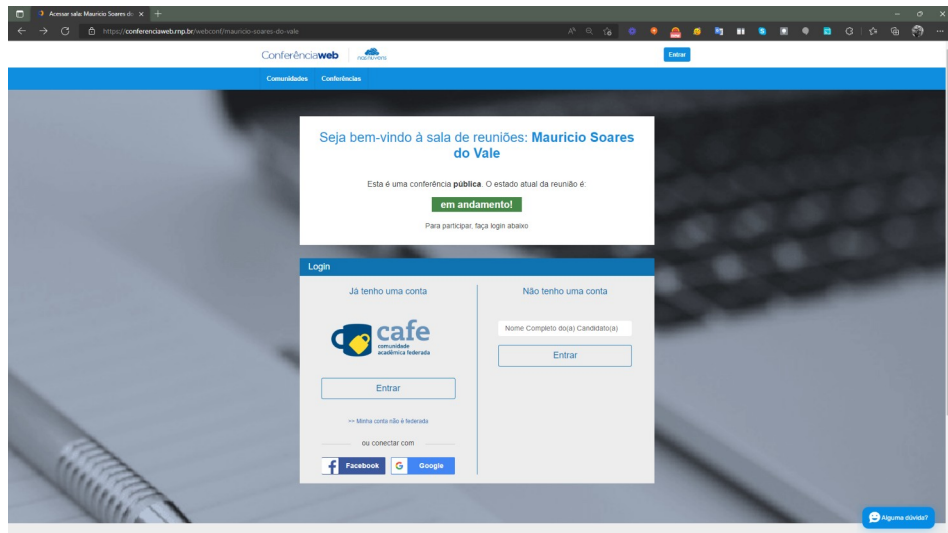 Acessar sala: Mauricio Soares do
https://conferenciaweb.rnp.br/webconf/mauricio-soares-do-vale
Conferênciaweb
nasnuvens
Entrar
Comunidades
Conferências
Seja bem-vindo à sala de reuniões: Mauricio Soares
do Vale
Esta é uma conferência pública. O estado atual da reunião é:
em andamento!
Para participar, faça login abaixo
Login
Já tenho uma conta
cafe
comunidade
acadêmica federada
Entrar
>> Minha conta não é federada
ou conectar com
Facebook
Google
Não tenho uma conta
Nome Completo do(a) Candidato(a)
Entrar
Alguma dúvida?